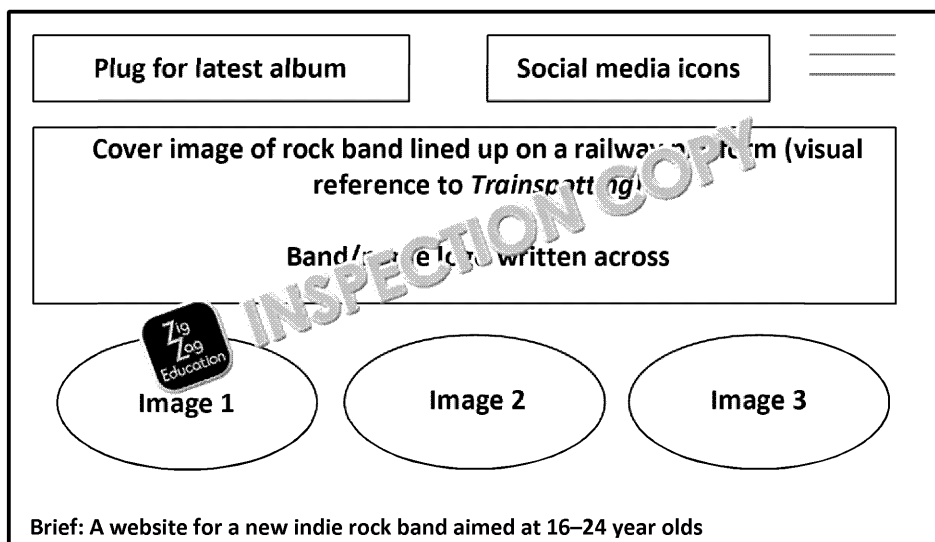 Plug for latest album
Social media icons
Cover image of rock band lined up on a railway (visual
reference to Trainspotting)
INSPECTION COPY
written across
Zig
Zag
Education
Image 1
Image 2
Image 3
Brief: A website for a new indie rock band aimed at 16–24 year olds